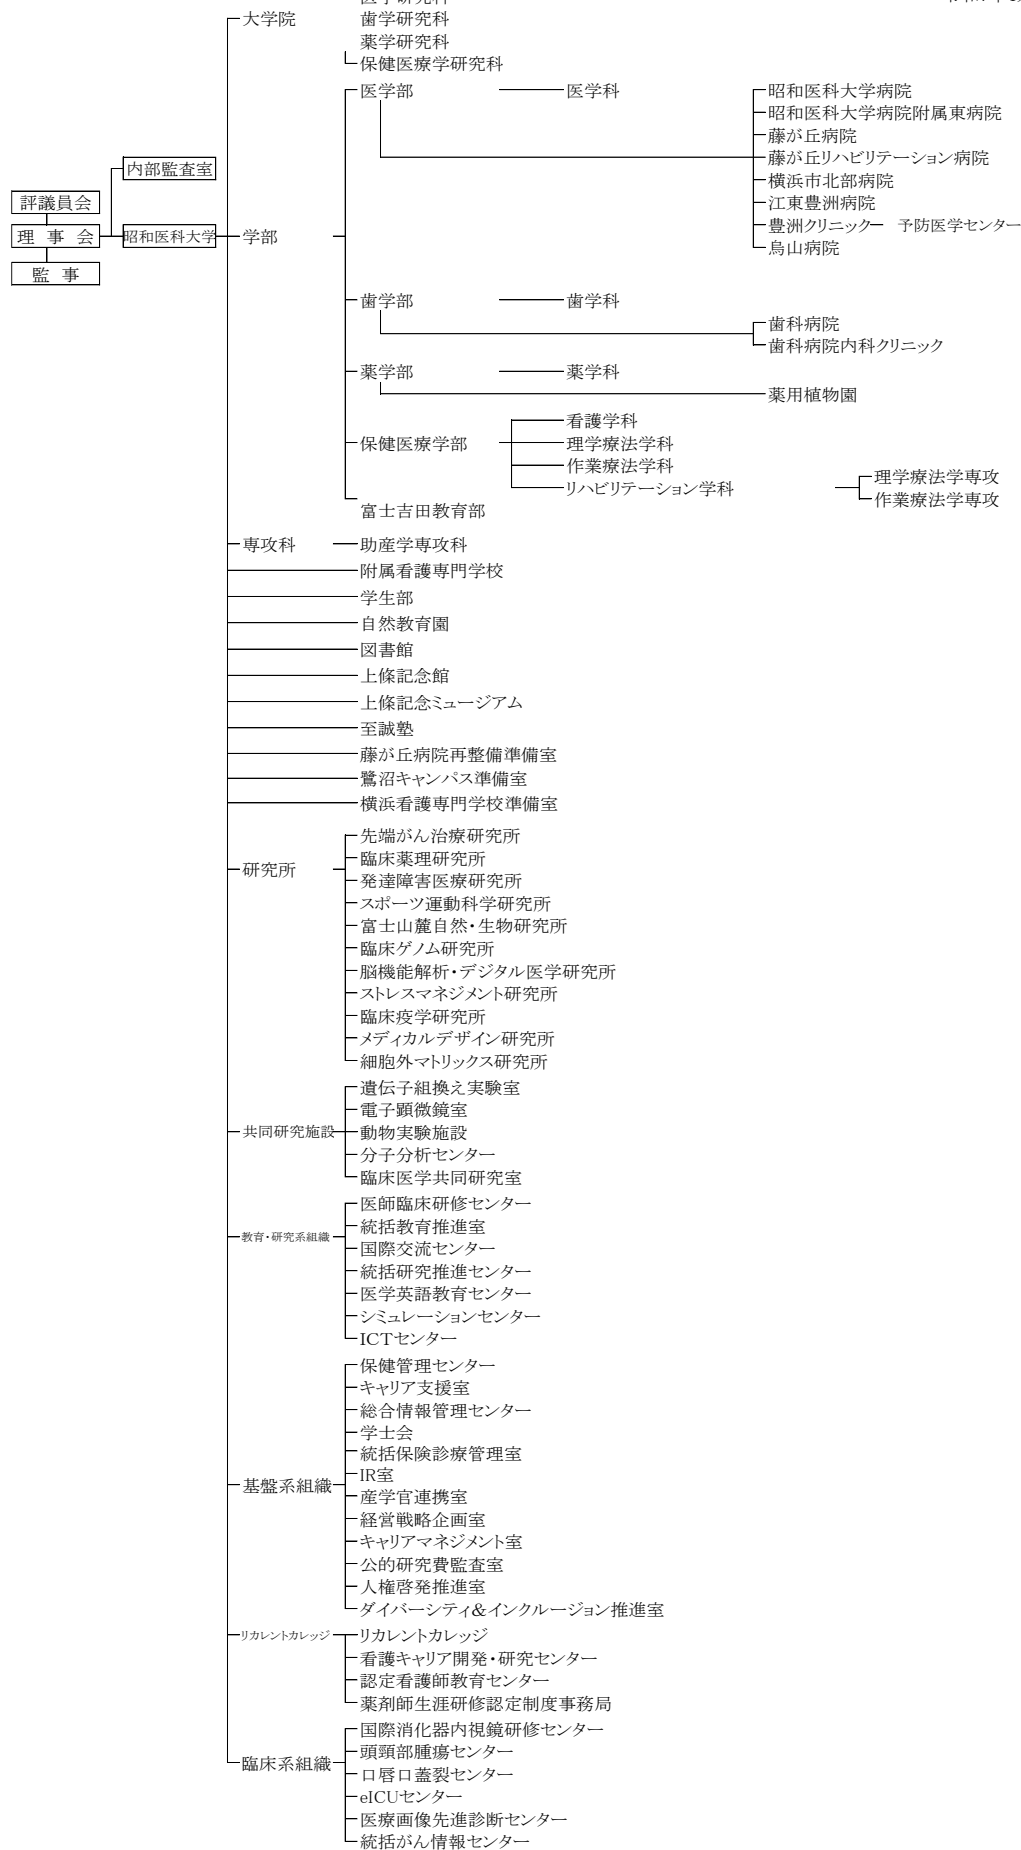 大学院
歯学研究科
薬学研究科
保健医療学研究科
医学部 医学科
昭和医科大学病院
昭和医科大学病院附属東病院
藤が丘病院
藤が丘リハビリテーション病院
横浜市北部病院
江東豊洲病院
豊洲クリニック 予防医学センター
烏山病院
内部監査室
評議員会
理 事 会
昭和医科大学
監 事
学部
歯学部 歯学科
歯科病院
歯科病院内科クリニック
薬学部 薬学科
薬用植物園
保健医療学部
看護学科
理学療法学科
作業療法学科
リハビリテーション学科
理学療法学専攻
作業療法学専攻
富士吉田教育部
専攻科 助産学専攻科
附属看護専門学校
学生部
自然教育園
図書館
上條記念館
上條記念ミュージアム
至誠塾
藤が丘病院再整備準備室
鷺沼キャンパス準備室
横浜看護専門学校準備室
研究所
先端がん治療研究所
臨床薬理研究所
発達障害医療研究所
スポーツ運動科学研究所
富士山麓自然・生物研究所
臨床ゲノム研究所
脳機能解析・デジタル医学研究所
ストレスマネジメント研究所
臨床疫学研究所
メディカルデザイン研究所
細胞外マトリックス研究所
共同研究施設
遺伝子組換え実験室
電子顕微鏡室
動物実験施設
分子分析センター
臨床医学共同研究室
教育・研究系組織
医師臨床研修センター
統括教育推進室
国際交流センター
統括研究推進センター
医学英語教育センター
シミュレーションセンター
ICTセンター
基盤系組織
保健管理センター
キャリア支援室
総合情報管理センター
学士会
統括保険診療管理室
IR室
産学官連携室
経営戦略企画室
キャリアマネジメント室
公的研究費監査室
人権啓発推進室
ダイバーシティ&インクルージョン推進室
リカレントカレッジ
リカレントカレッジ
看護キャリア開発・研究センター
認定看護師教育センター
薬剤師生涯研修認定制度事務局
臨床系組織
国際消化器内視鏡研修センター
頭頸部腫瘍センター
口唇口蓋裂センター
eICUセンター
医療画像先進診断センター
統括がん情報センター